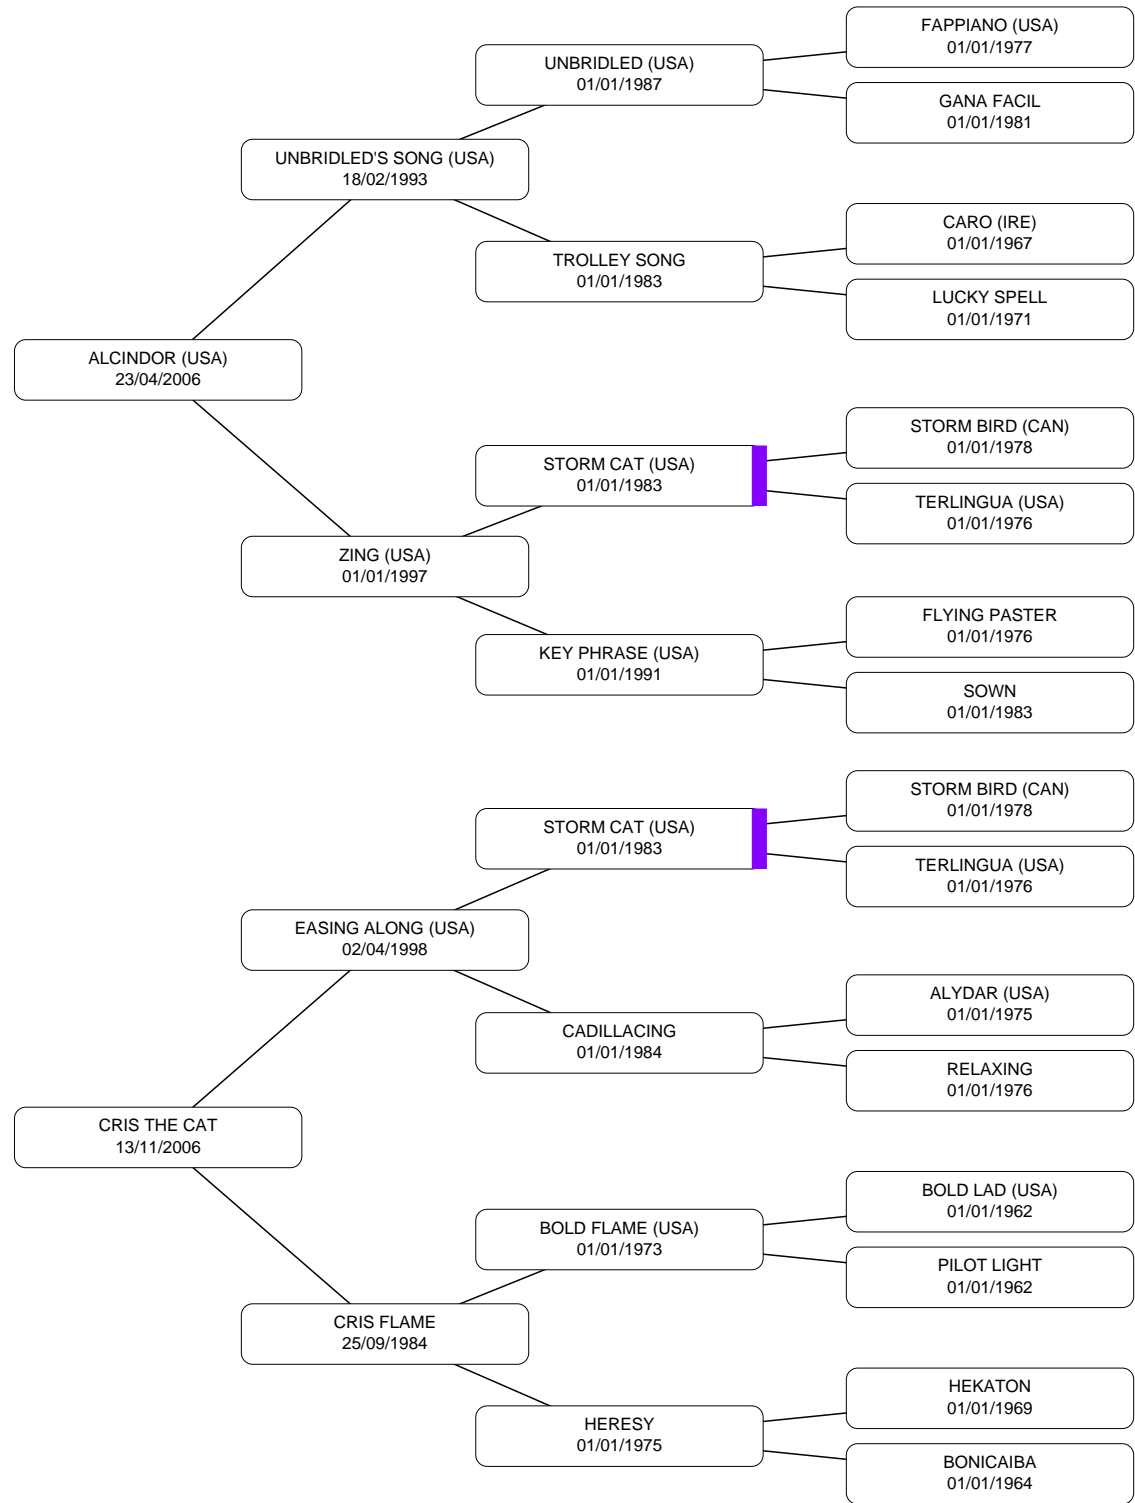 FAPPIANO (USA)
01/01/1977
UNBRIDLED (USA)
01/01/1987
GANA FACIL
01/01/1981
UNBRIDLED'S SONG (USA)
18/02/1993
CARO (IRE)
01/01/1967
TROLLEY SONG
01/01/1983
LUCKY SPELL
01/01/1971
ALCINDOR (USA)
23/04/2006
STORM BIRD (CAN)
01/01/1978
STORM CAT (USA)
01/01/1983
TERLINGUA (USA)
01/01/1976
ZING (USA)
01/01/1997
FLYING PASTER
01/01/1976
KEY PHRASE (USA)
01/01/1991
SOWN
01/01/1983
STORM BIRD (CAN)
01/01/1978
STORM CAT (USA)
01/01/1983
TERLINGUA (USA)
01/01/1976
EASING ALONG (USA)
02/04/1998
ALYDAR (USA)
01/01/1975
CADILLACING
01/01/1984
RELAXING
01/01/1976
CRIS THE CAT
13/11/2006
BOLD LAD (USA)
01/01/1962
BOLD FLAME (USA)
01/01/1973
PILOT LIGHT
01/01/1962
CRIS FLAME
25/09/1984
HEKATON
01/01/1969
HERESY
01/01/1975
BONICAIBA
01/01/1964